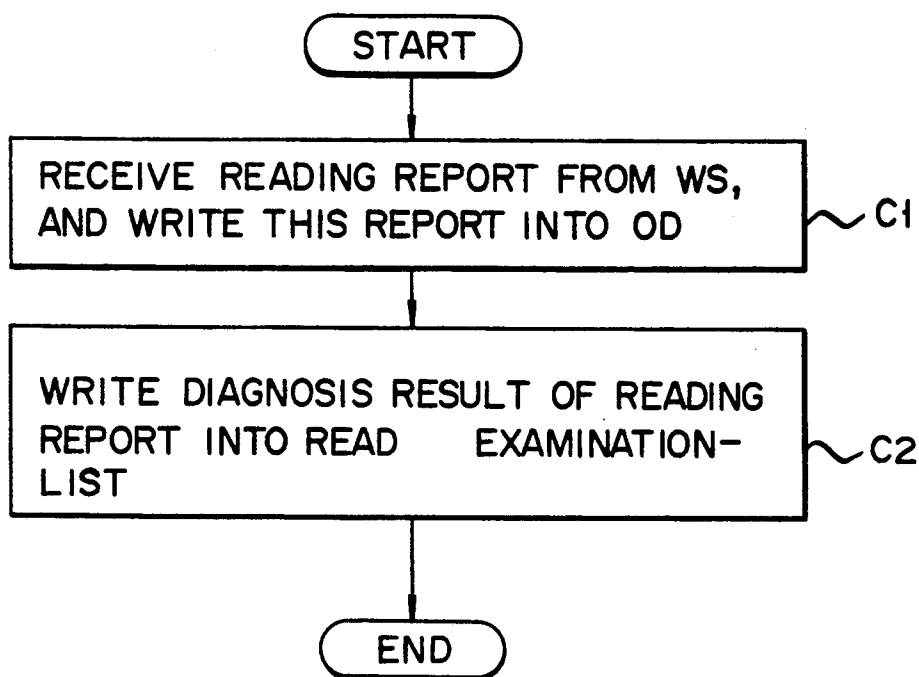 START
RECEIVE READING REPORT FROM WS,
AND WRITE THIS REPORT INTO OD
C1
WRITE DIAGNOSIS RESULT OF READING
REPORT INTO READ EXAMINATION-
LIST
C2
END